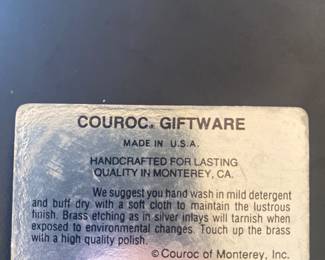 COUROC® GIFTWARE
MADE IN U.S.A.
HANDCRAFTED FOR LASTING
QUALITY IN MONTEREY, CA.
We suggest you hand wash in mild detergent
and buff dry with a soft cloth to maintain the lustrous
finish. Brass etching as in silver inlays will tarnish when
exposed to environmental changes. Touch up the brass
with a high quality polish.
© Couroc of Monterey, Inc.